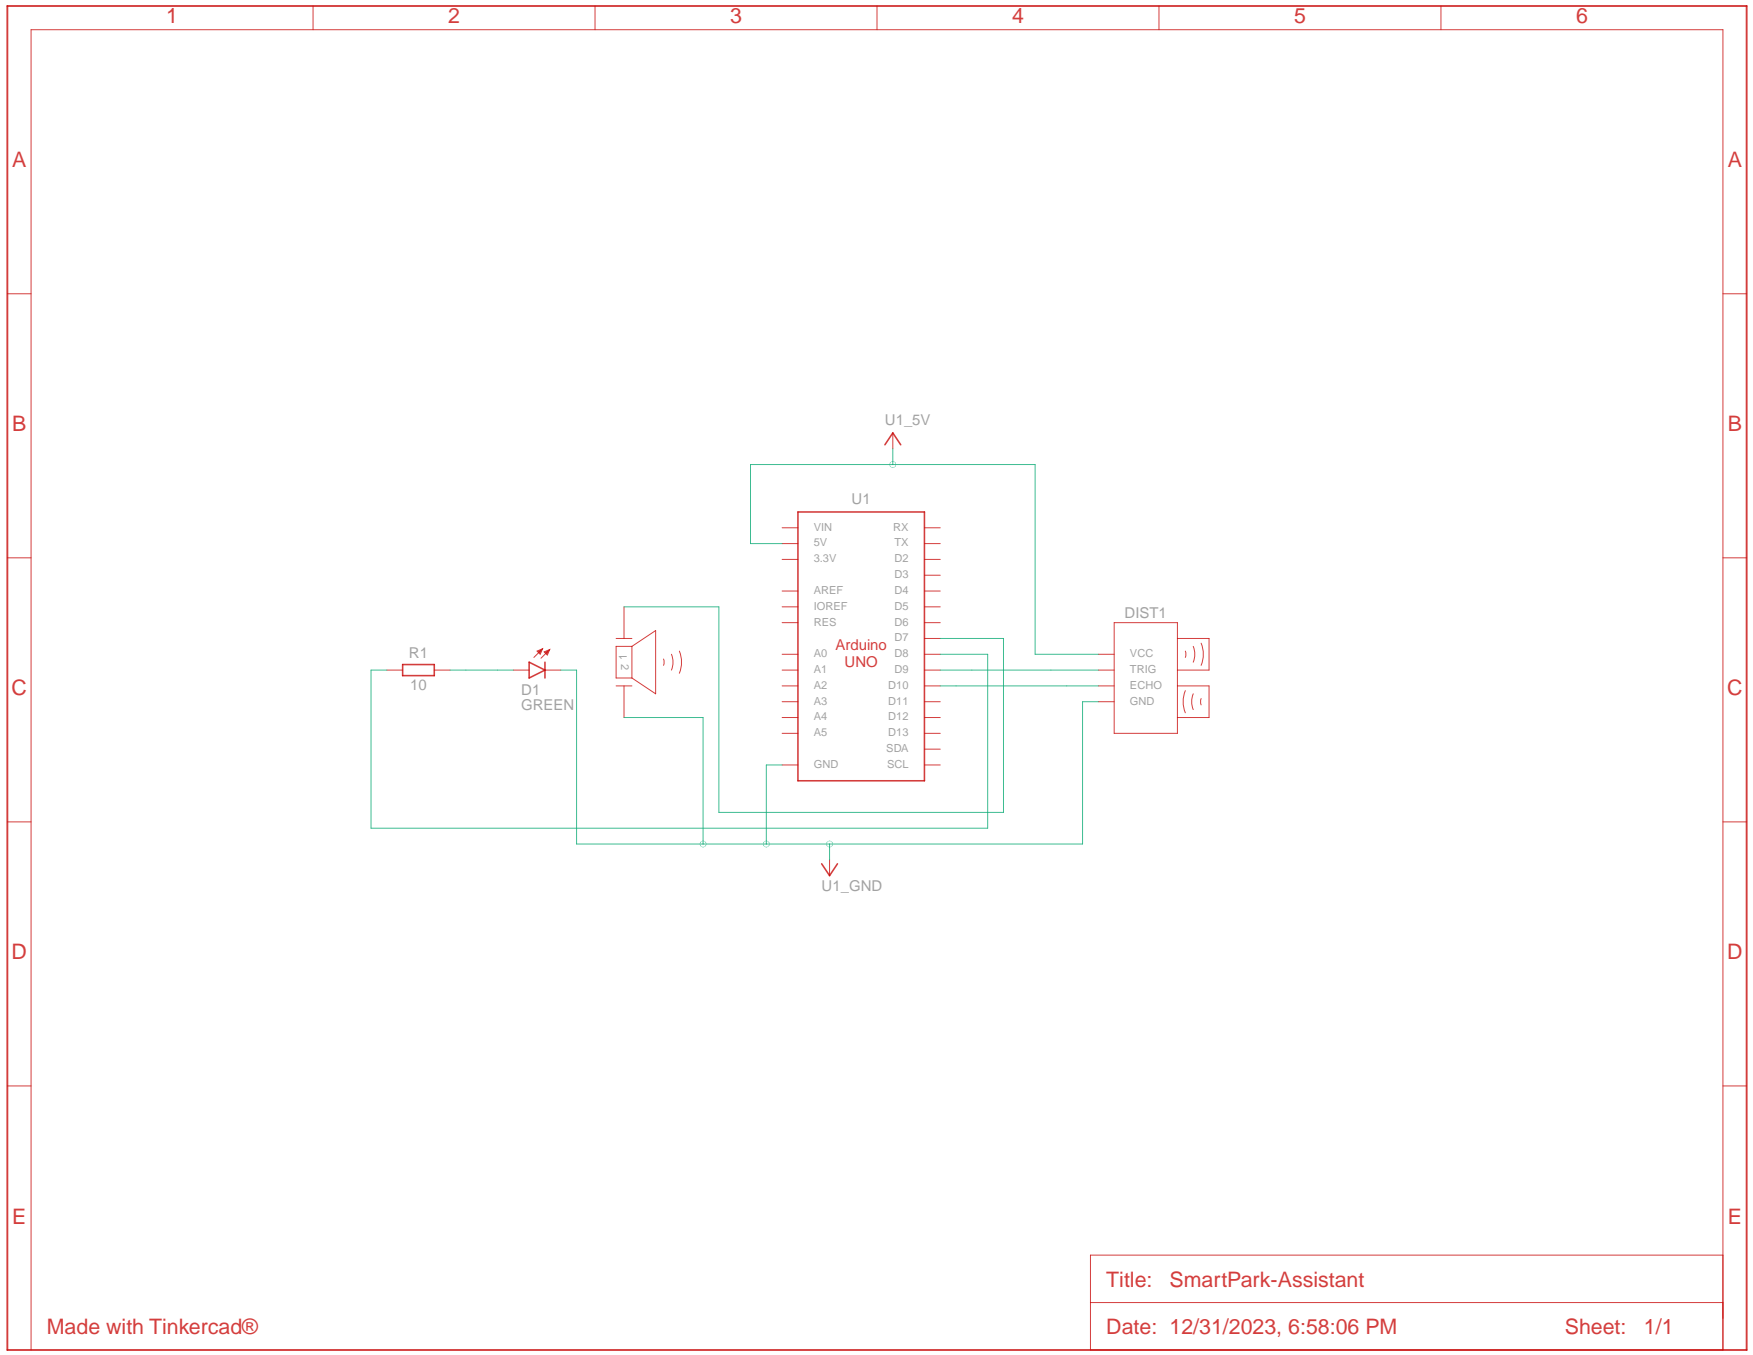 1 2 3 4 5 6
A A
B B
U1_5V
U1
VIN RX
5V TX
3.3V D2
D3
AREF D4
IOREF D5
RES D6
D7
Arduino
UNO
A0 D8
A1 D9
A2 D10
A3 D11
A4 D12
A5 D13
SDA
GND SCL
DIST1
VCC
TRIG
ECHO
GND
R1
10
D1
GREEN
1 2
C C
U1_GND
D D
E E
Title: SmartPark-Assistant
Date: 12/31/2023, 6:58:06 PM Sheet: 1/1
Made with Tinkercad®